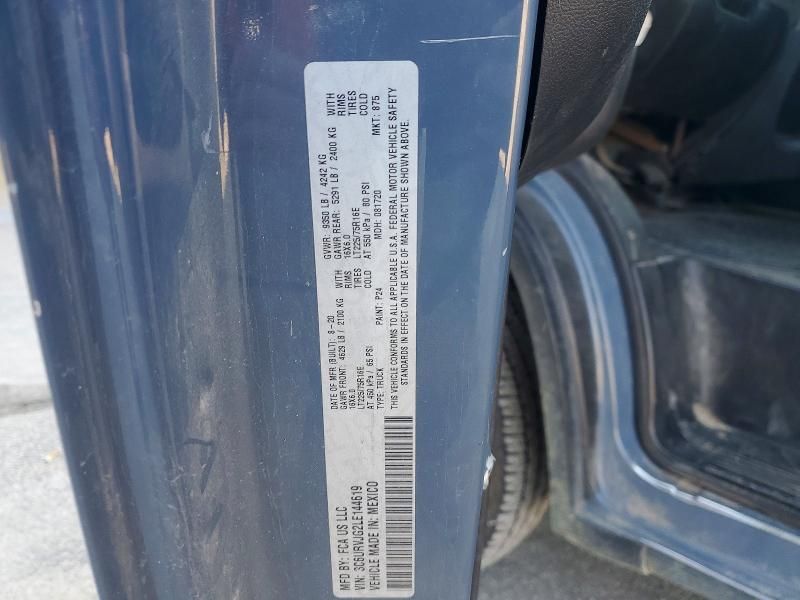 MFD BY: FCA US LLC
VIN: 3C6URVJG2LE144619
VEHICLE MADE IN: MEXICO
DATE OF MFR (BUILT): 8-20
GAWR FRONT: 4629 LB / 2100 KG WITH
16X6.0 RIMS
LT225/75R16E TIRES
AT 450 kPa / 65 PSI COLD
TYPE: TRUCK PAINT: P24
GVWR: 9350 LB / 4242 KG
GAWR REAR: 5291 LB / 2400 KG WITH
16X6.0 RIMS
LT225/75R16E TIRES
AT 550 kPa / 80 PSI COLD
MDH: 081720 MKT: 875
THIS VEHICLE CONFORMS TO ALL APPLICABLE U.S.A. FEDERAL MOTOR VEHICLE SAFETY
STANDARDS IN EFFECT ON THE DATE OF MANUFACTURE SHOWN ABOVE.